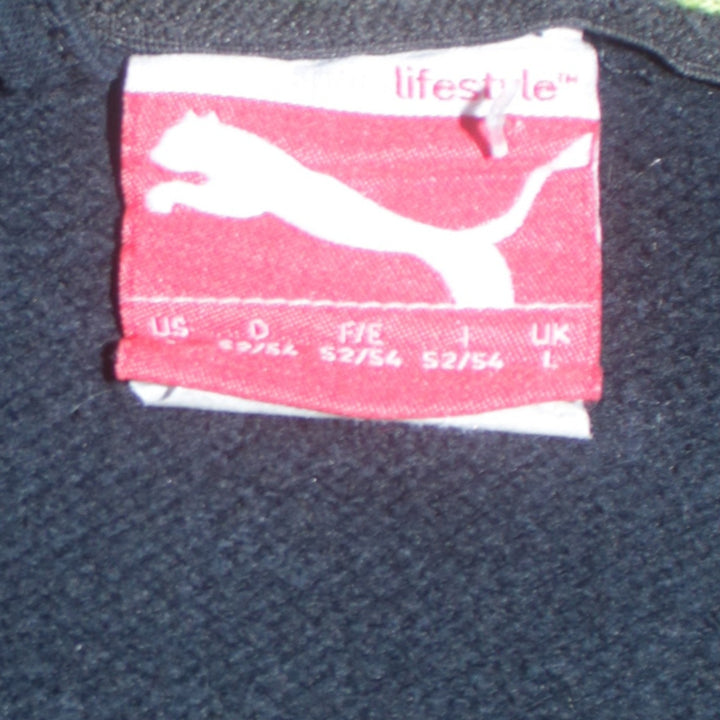 lifestyle™
US D F/E I UK
52/54 52/54 52/54 L